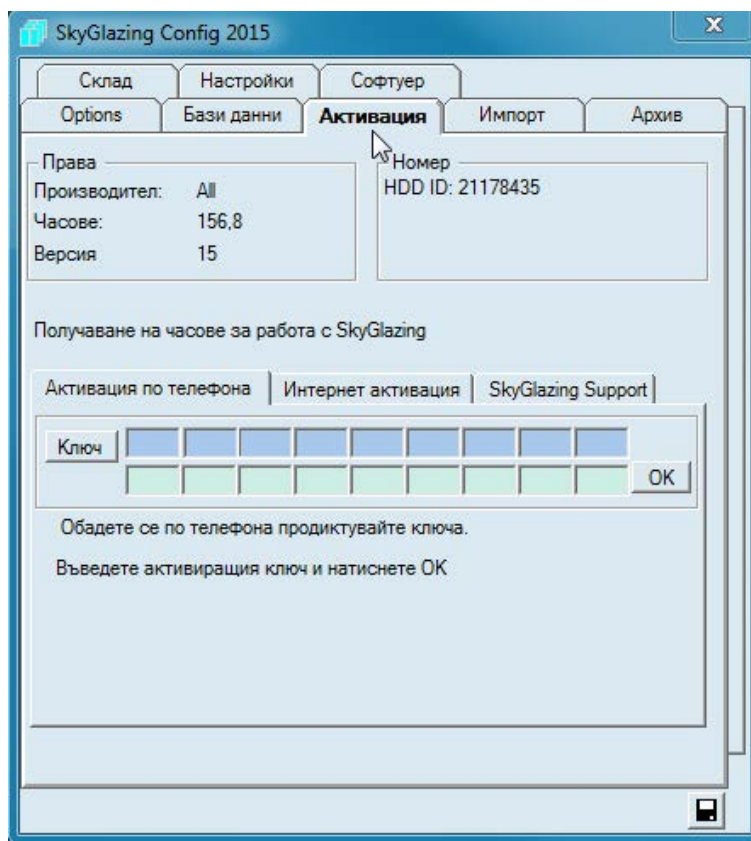 SkyGlazing Config 2015
Склад Настройки Софтуер
Options Бази данни Активация Импорт Архив
Права
Производител: All
Часове: 156,8
Версия 15
Номер
HDD ID: 21178435
Получаване на часове за работа с SkyGlazing
Активация по телефона Интернет активация SkyGlazing Support
Ключ
OK
Обадете се по телефона продиктувайте ключа.
Въведете активиращия ключ и натиснете OK